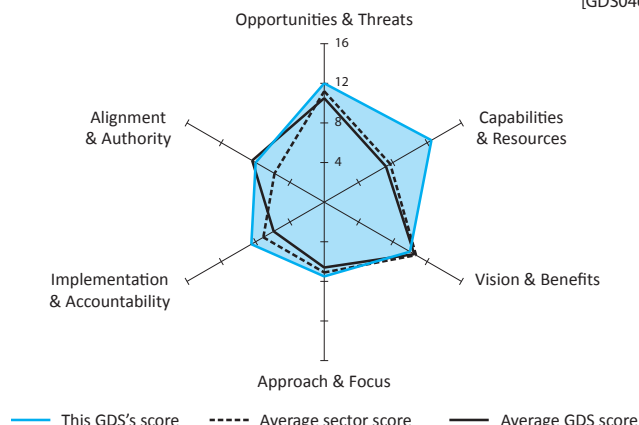 [GDS04
Opportunities & Threats
16
12
8
4
Alignment
& Authority
Capabilities
& Resources
Implementation
& Accountability
Vision & Benefits
Approach & Focus
This GDS's score
Average sector score
Average GDS score